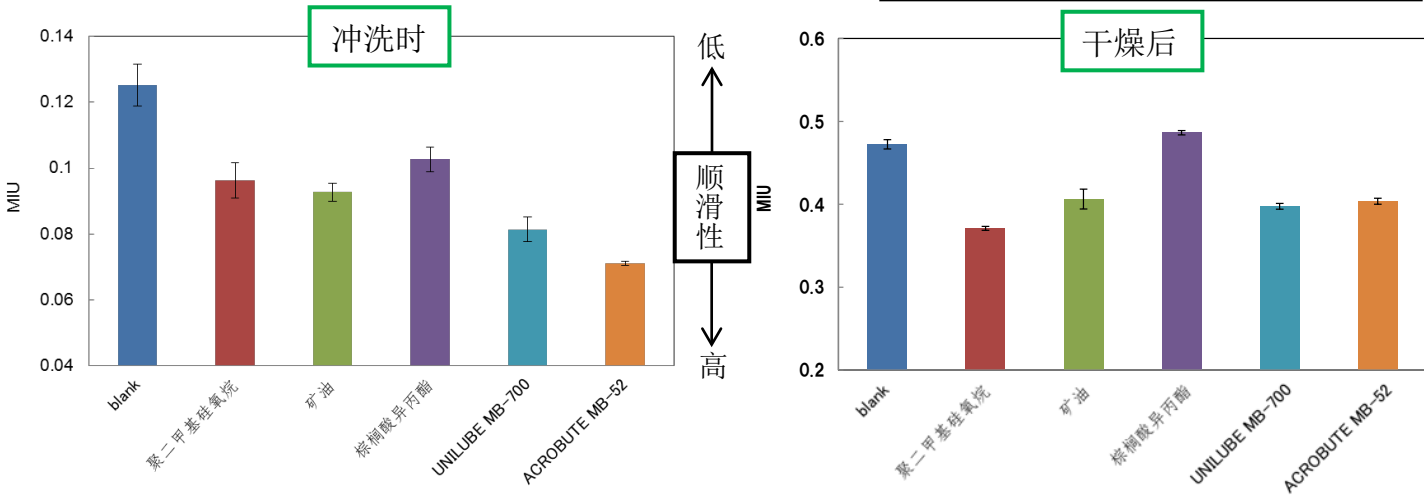 冲洗时
0.14
0.12
0.1
0.08
0.06
0.04
MIU
blank
聚二甲基硅氧烷
矿油
棕榈酸异丙酯
UNILUBE MB-700
ACROBUTE MB-52
低
顺滑性
高
干燥后
0.6
0.5
0.4
0.3
0.2
MIU
blank
聚二甲基硅氧烷
矿油
棕榈酸异丙酯
UNILUBE MB-700
ACROBUTE MB-52